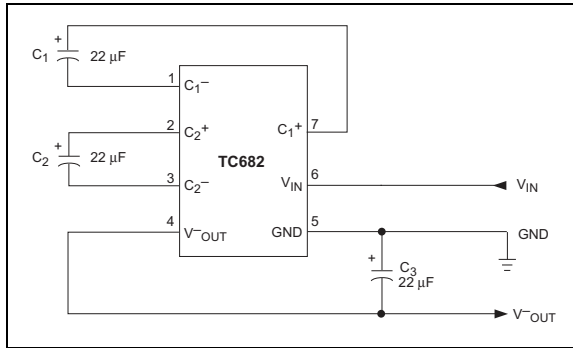 +
C1 22 µF
1 C1–
2 C2+
C1+ 7
+
C2 22 µF
TC682
3 C2–
VIN 6
VIN
4 V–OUT
GND 5
GND
+
C3
22 µF
V–OUT